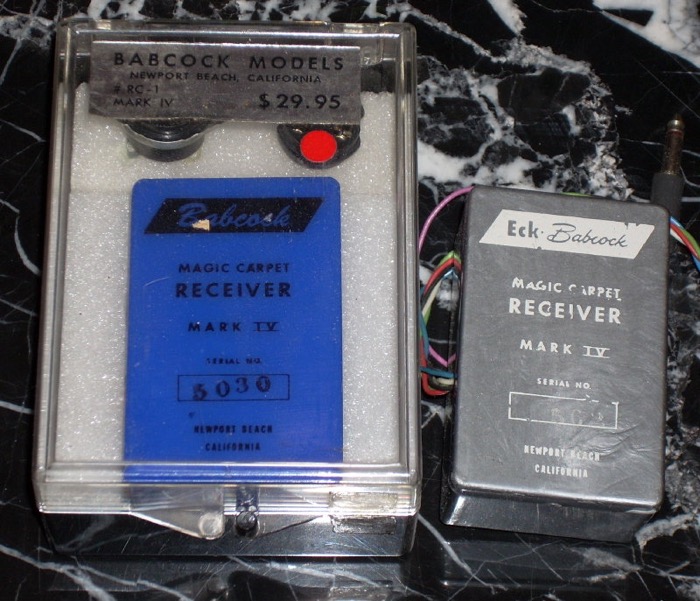 BABCOCK MODELS
NEWPORT BEACH, CALIFORNIA
# RC-1
MARK IV $29.95
Babcock
MAGIC CARPET
RECEIVER
MARK IV
SERIAL NO.
5030
NEWPORT BEACH
CALIFORNIA
Eck-Babcock
MAGIC CARPET
RECEIVER
MARK IV
SERIAL NO
NEWPORT BEACH
CALIFORNIA